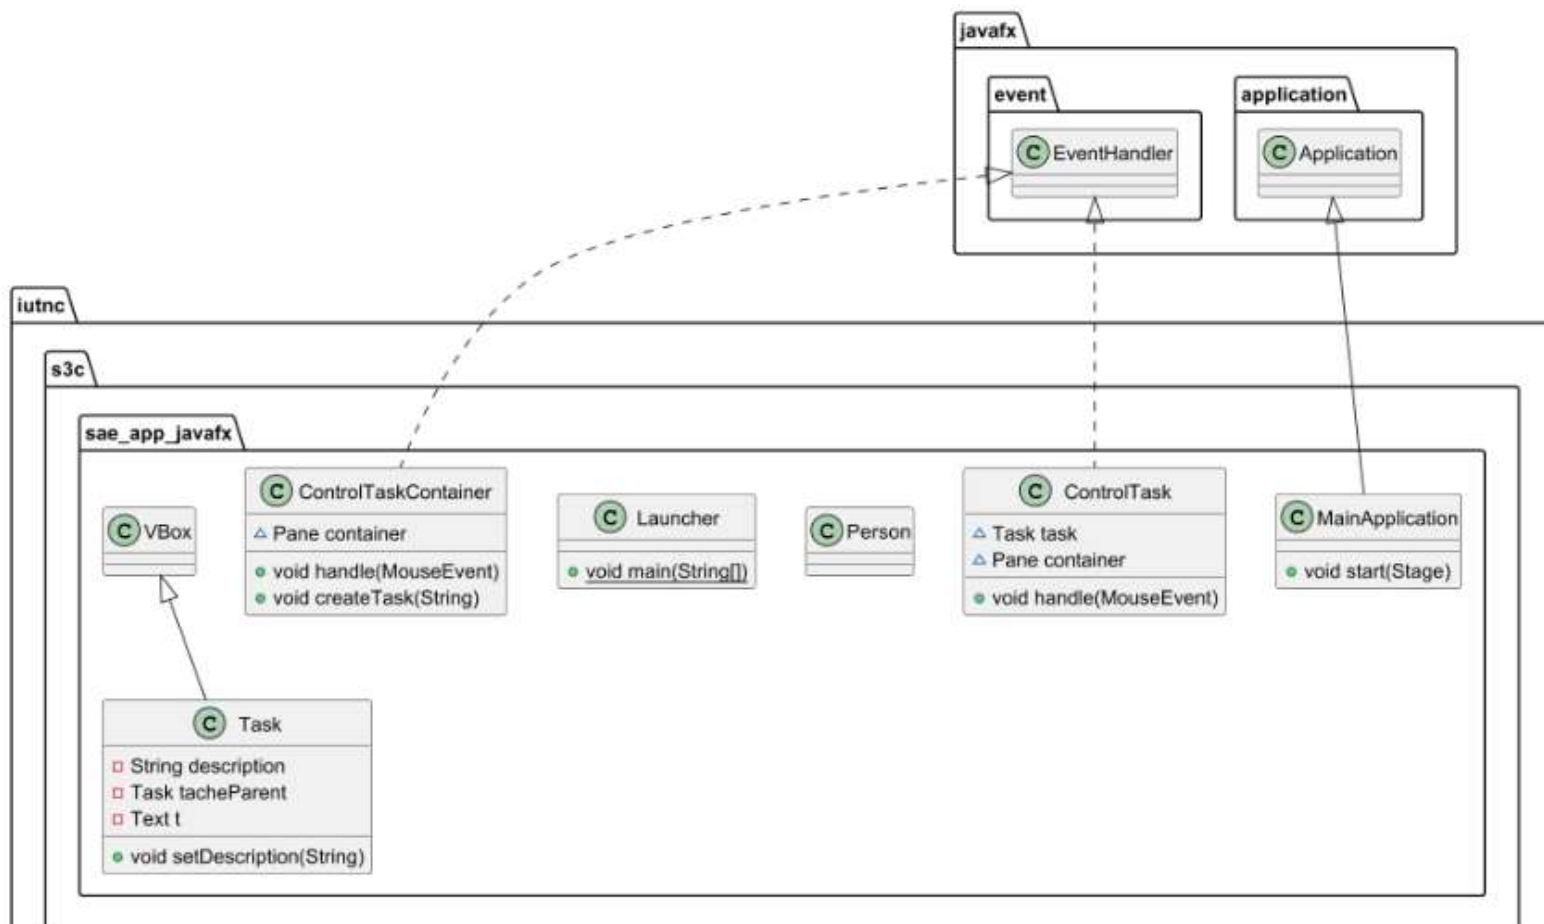 javafx
event
application
C EventHandler
C Application
iutnc
s3c
sae_app_javafx
C VBox
C ControlTaskContainer
Pane container
void handle(MouseEvent)
void createTask(String)
C Launcher
void main(String[])
C Person
C ControlTask
Task task
Pane container
void handle(MouseEvent)
C MainApplication
void start(Stage)
C Task
String description
Task tacheParent
Text t
void setDescription(String)